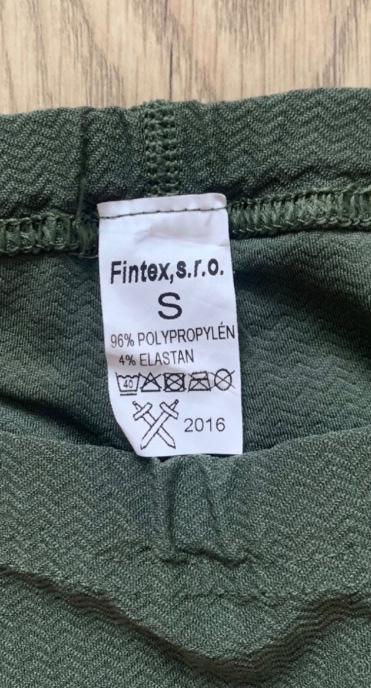 Fintex,s.r.o.
S
96% POLYPROPYLÉN
4% ELASTAN
40
2016